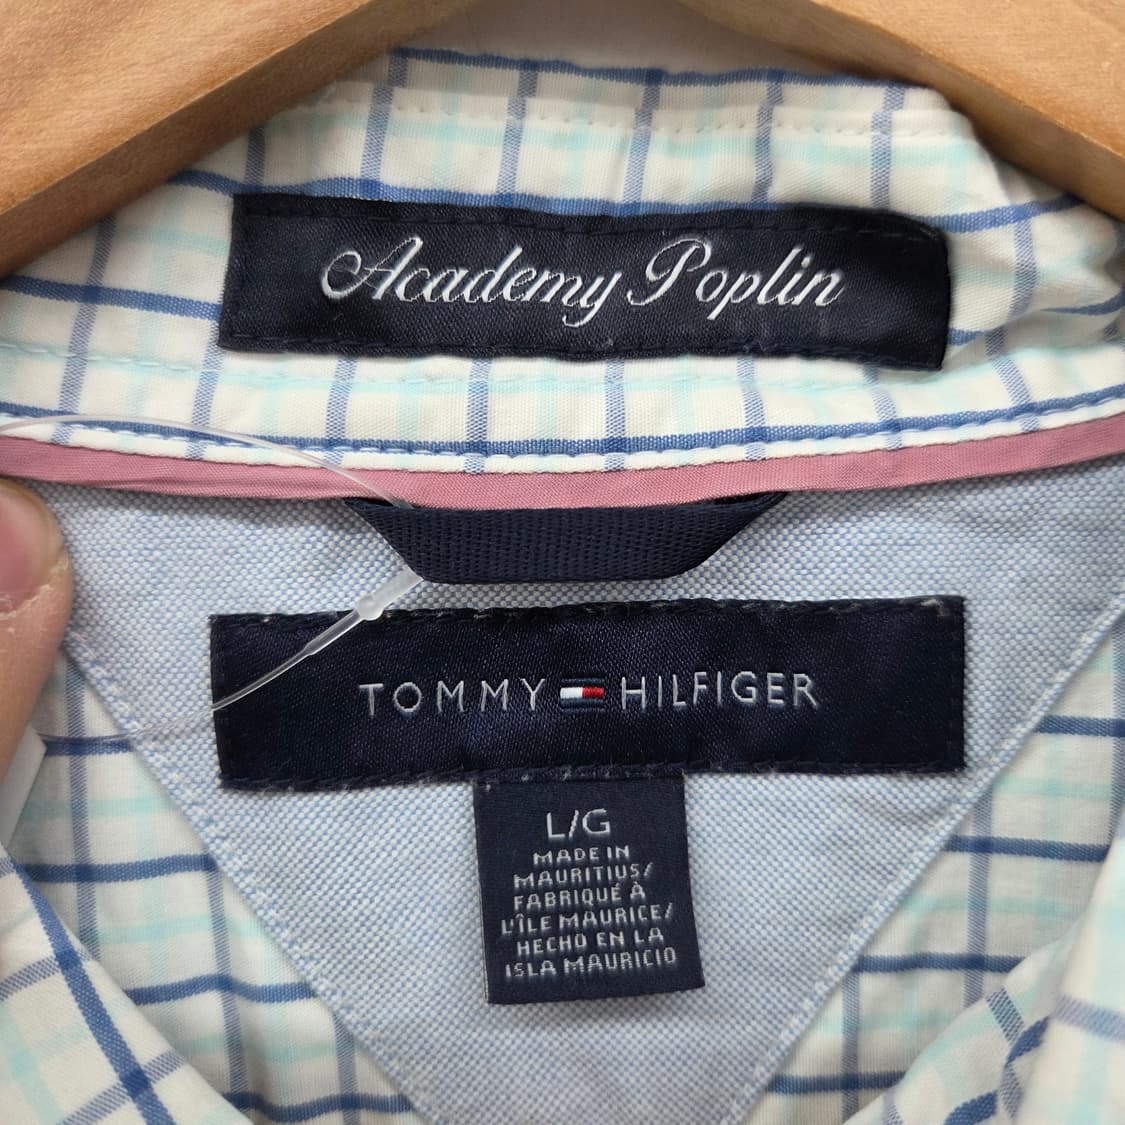 Academy Poplin
TOMMY HILFIGER
L/G
MADE IN
MAURITIUS/
FABRIQUÉ À
L'ÎLE MAURICE/
HECHO EN LA
ISLA MAURICIO